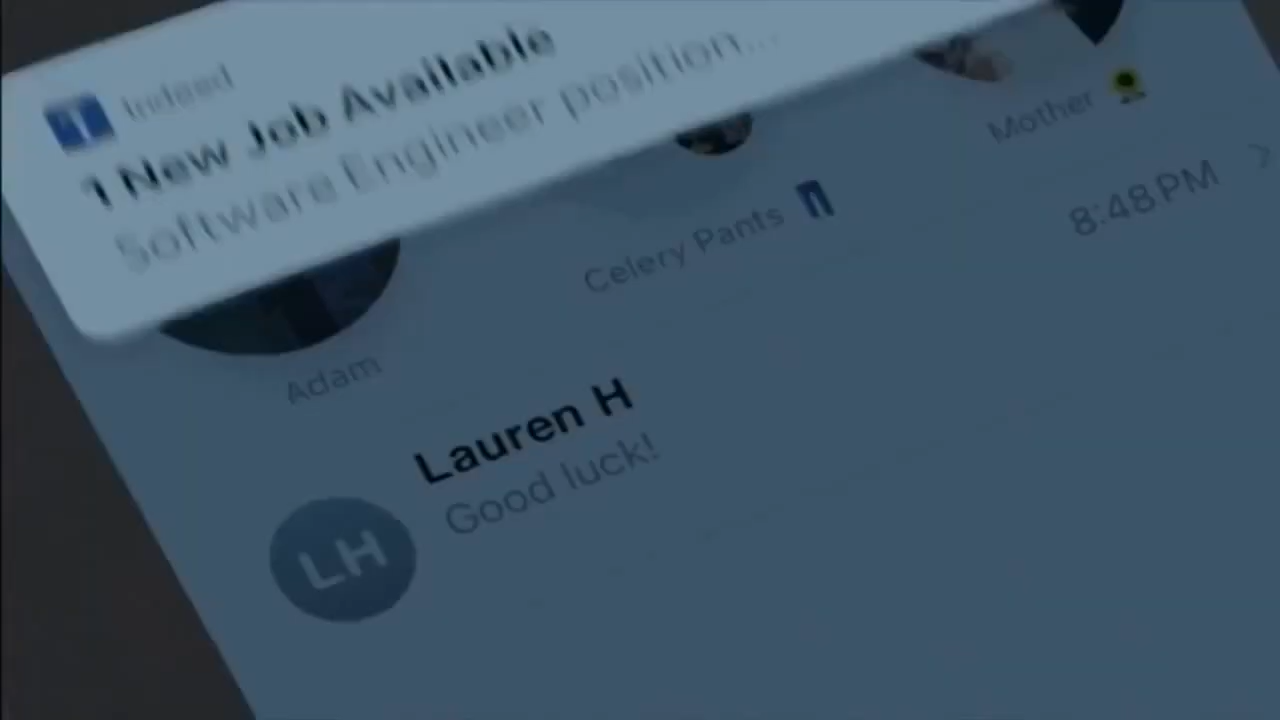 Indeed
1 New Job Available
Software Engineer position...
Mother
Celery Pants
8:48 PM
Adam
Lauren H
Good luck!
LH